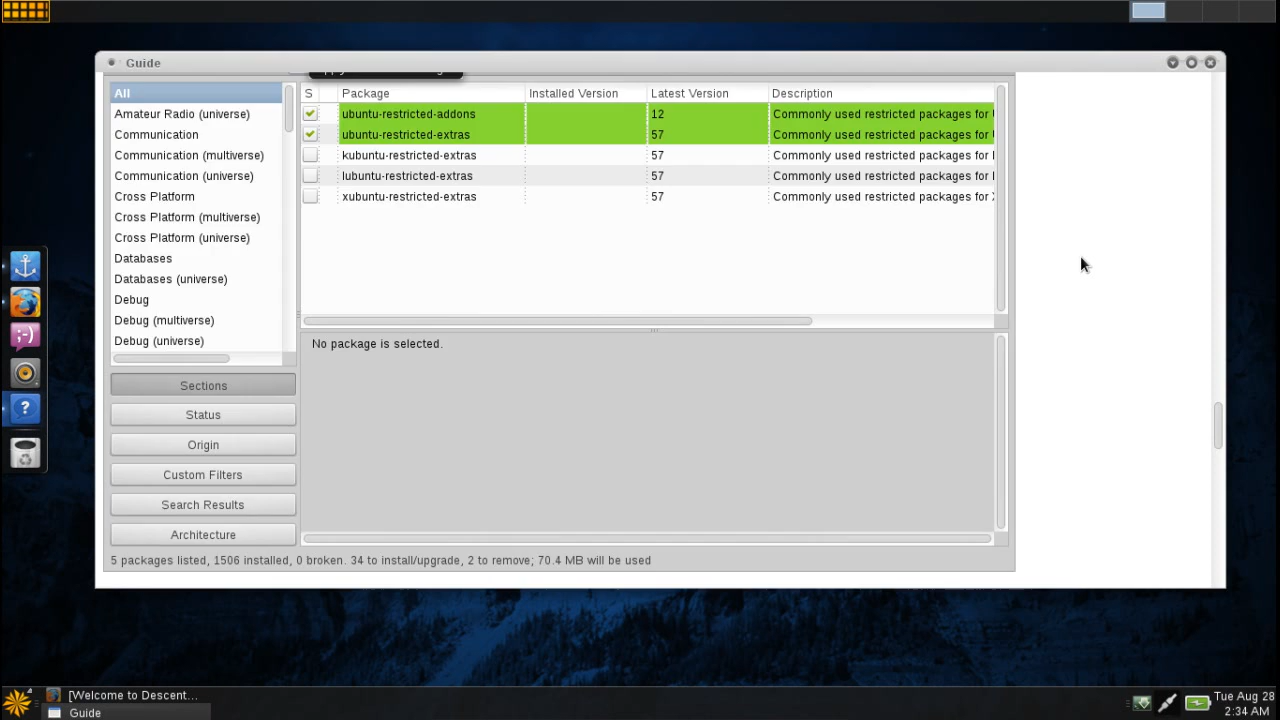 Guide
All
Amateur Radio (universe)
Communication
Communication (multiverse)
Communication (universe)
Cross Platform
Cross Platform (multiverse)
Cross Platform (universe)
Databases
Databases (universe)
Debug
Debug (multiverse)
Debug (universe)
Sections
Status
Origin
Custom Filters
Search Results
Architecture
S Package Installed Version Latest Version Description
ubuntu-restricted-addons 12 Commonly used restricted packages for
ubuntu-restricted-extras 57 Commonly used restricted packages for
kubuntu-restricted-extras 57 Commonly used restricted packages for
lubuntu-restricted-extras 57 Commonly used restricted packages for
xubuntu-restricted-extras 57 Commonly used restricted packages for
No package is selected.
5 packages listed, 1506 installed, 0 broken. 34 to install/upgrade, 2 to remove; 70.4 MB will be used
;-)
?
4
[Welcome to Descent...
Guide
Tue Aug 28
2:34 AM